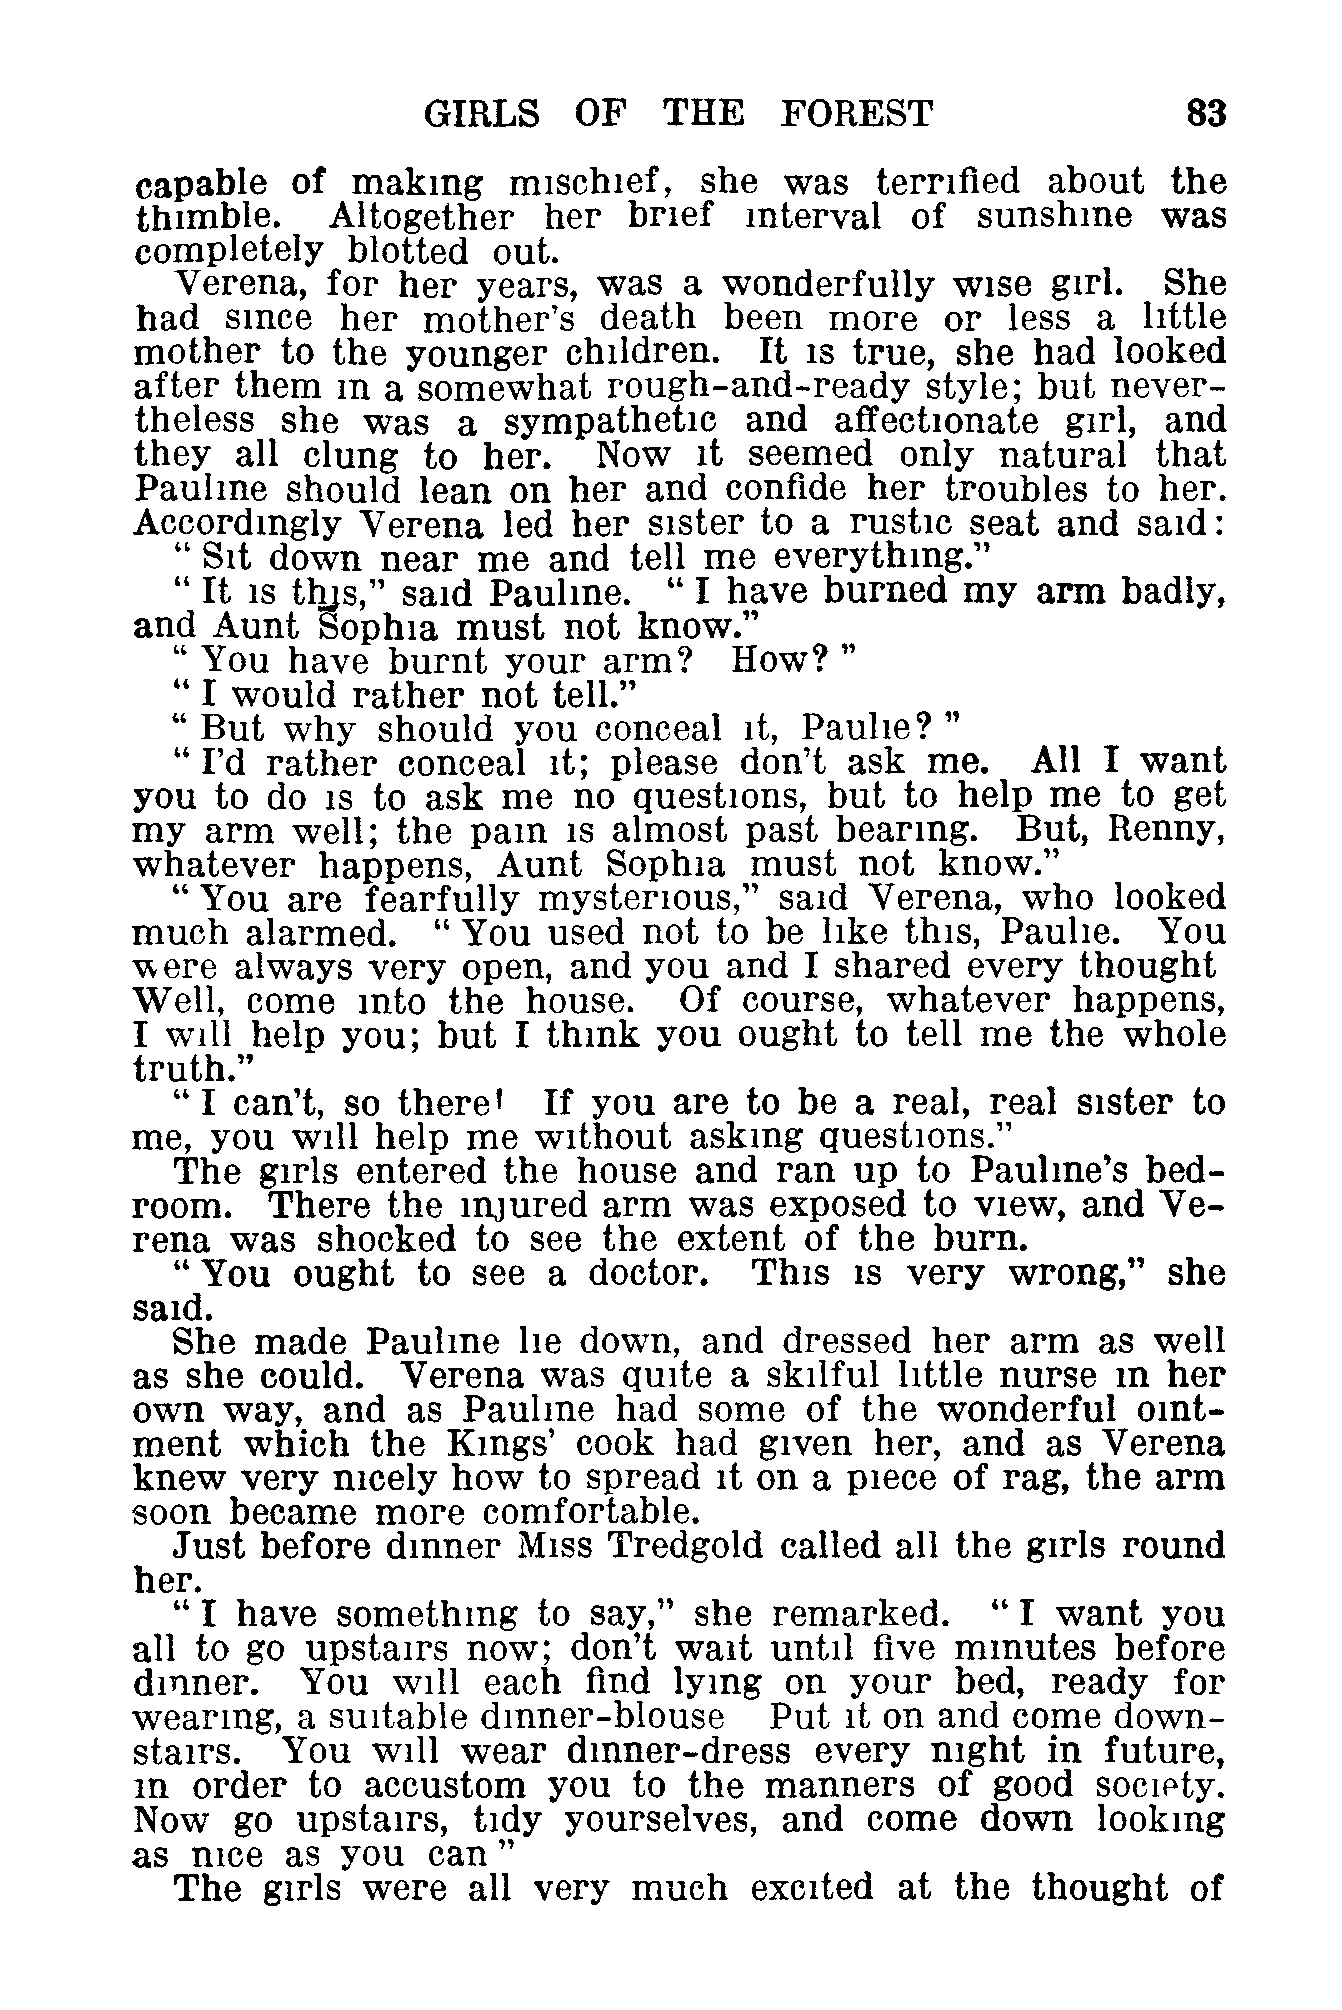 GIRLS OF THE FOREST 83
capable of making mischief, she was terrified about the
thimble. Altogether her brief interval of sunshine was
completely blotted out.
Verena, for her years, was a wonderfully wise girl. She
had since her mother's death been more or less a little
mother to the younger children. It is true, she had looked
after them in a somewhat rough-and-ready style; but never-
theless she was a sympathetic and affectionate girl, and
they all clung to her. Now it seemed only natural that
Pauline should lean on her and confide her troubles to her.
Accordingly Verena led her sister to a rustic seat and said:
“Sit down near me and tell me everything.”
“It is this,” said Pauline. “I have burned my arm badly,
and Aunt Sophia must not know.”
“You have burnt your arm? How?”
“I would rather not tell.”
“But why should you conceal it, Paulie?”
“I'd rather conceal it; please don't ask me. All I want
you to do is to ask me no questions, but to help me to get
my arm well; the pain is almost past bearing. But, Renny,
whatever happens, Aunt Sophia must not know.”
“You are fearfully mysterious,” said Verena, who looked
much alarmed. “You used not to be like this, Paulie. You
were always very open, and you and I shared every thought
Well, come into the house. Of course, whatever happens,
I will help you; but I think you ought to tell me the whole
truth.”
“I can't, so there! If you are to be a real, real sister to
me, you will help me without asking questions.”
The girls entered the house and ran up to Pauline's bed-
room. There the injured arm was exposed to view, and Ve-
rena was shocked to see the extent of the burn.
“You ought to see a doctor. This is very wrong,” she
said.
She made Pauline lie down, and dressed her arm as well
as she could. Verena was quite a skilful little nurse in her
own way, and as Pauline had some of the wonderful oint-
ment which the Kings' cook had given her, and as Verena
knew very nicely how to spread it on a piece of rag, the arm
soon became more comfortable.
Just before dinner Miss Tredgold called all the girls round
her.
“I have something to say,” she remarked. “I want you
all to go upstairs now; don't wait until five minutes before
dinner. You will each find lying on your bed, ready for
wearing, a suitable dinner-blouse Put it on and come down-
stairs. You will wear dinner-dress every night in future,
in order to accustom you to the manners of good society.
Now go upstairs, tidy yourselves, and come down looking
as nice as you can”
The girls were all very much excited at the thought of